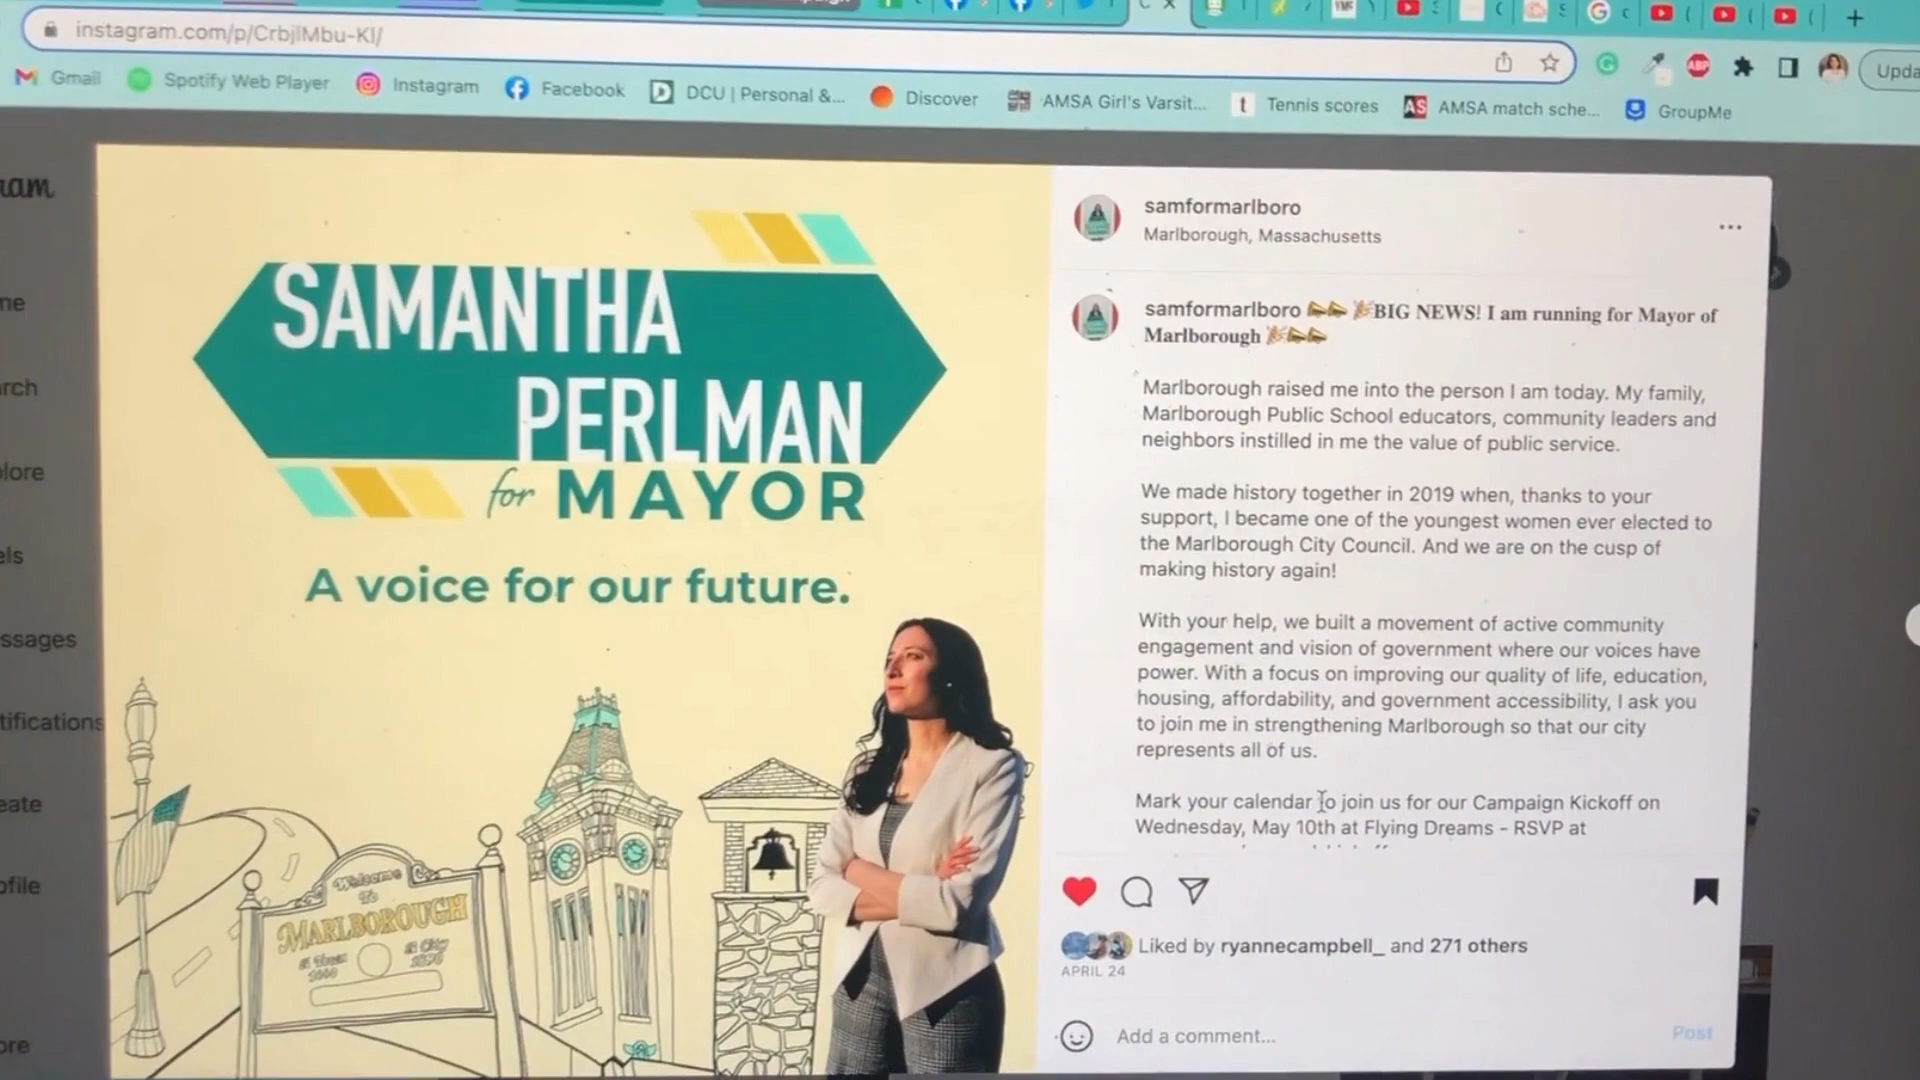 instagram.com/p/CrbjlMbu-Kl/
Gmail
Spotify Web Player
Instagram
Facebook
DCU | Personal &...
Discover
AMSA Girl's Varsit...
Tennis scores
AMSA match sche...
GroupMe
SAMANTHA
PERLMAN
for MAYOR
A voice for our future.
Welcome
To
MARLBOROUGH
A Town
1660
A City
1890
samformarlboro
Marlborough, Massachusetts
samformarlboro BIG NEWS! I am running for Mayor of
Marlborough
Marlborough raised me into the person I am today. My family,
Marlborough Public School educators, community leaders and
neighbors instilled in me the value of public service.
We made history together in 2019 when, thanks to your
support, I became one of the youngest women ever elected to
the Marlborough City Council. And we are on the cusp of
making history again!
With your help, we built a movement of active community
engagement and vision of government where our voices have
power. With a focus on improving our quality of life, education,
housing, affordability, and government accessibility, I ask you
to join me in strengthening Marlborough so that our city
represents all of us.
Mark your calendar to join us for our Campaign Kickoff on
Wednesday, May 10th at Flying Dreams - RSVP at
Liked by ryannecampbell_ and 271 others
APRIL 24
Add a comment...
Post